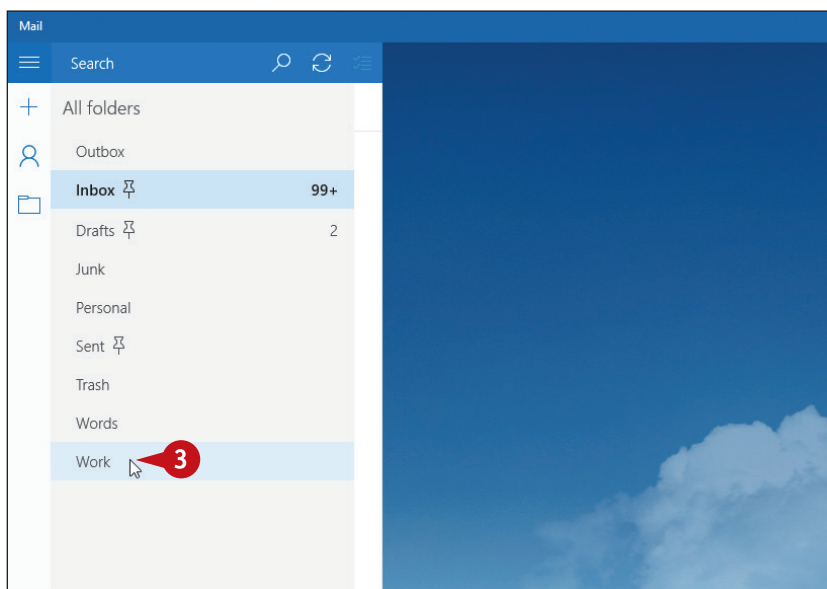 Mail
Search
All folders
Outbox
Inbox 99+
Drafts 2
Junk
Personal
Sent
Trash
Words
Work 3